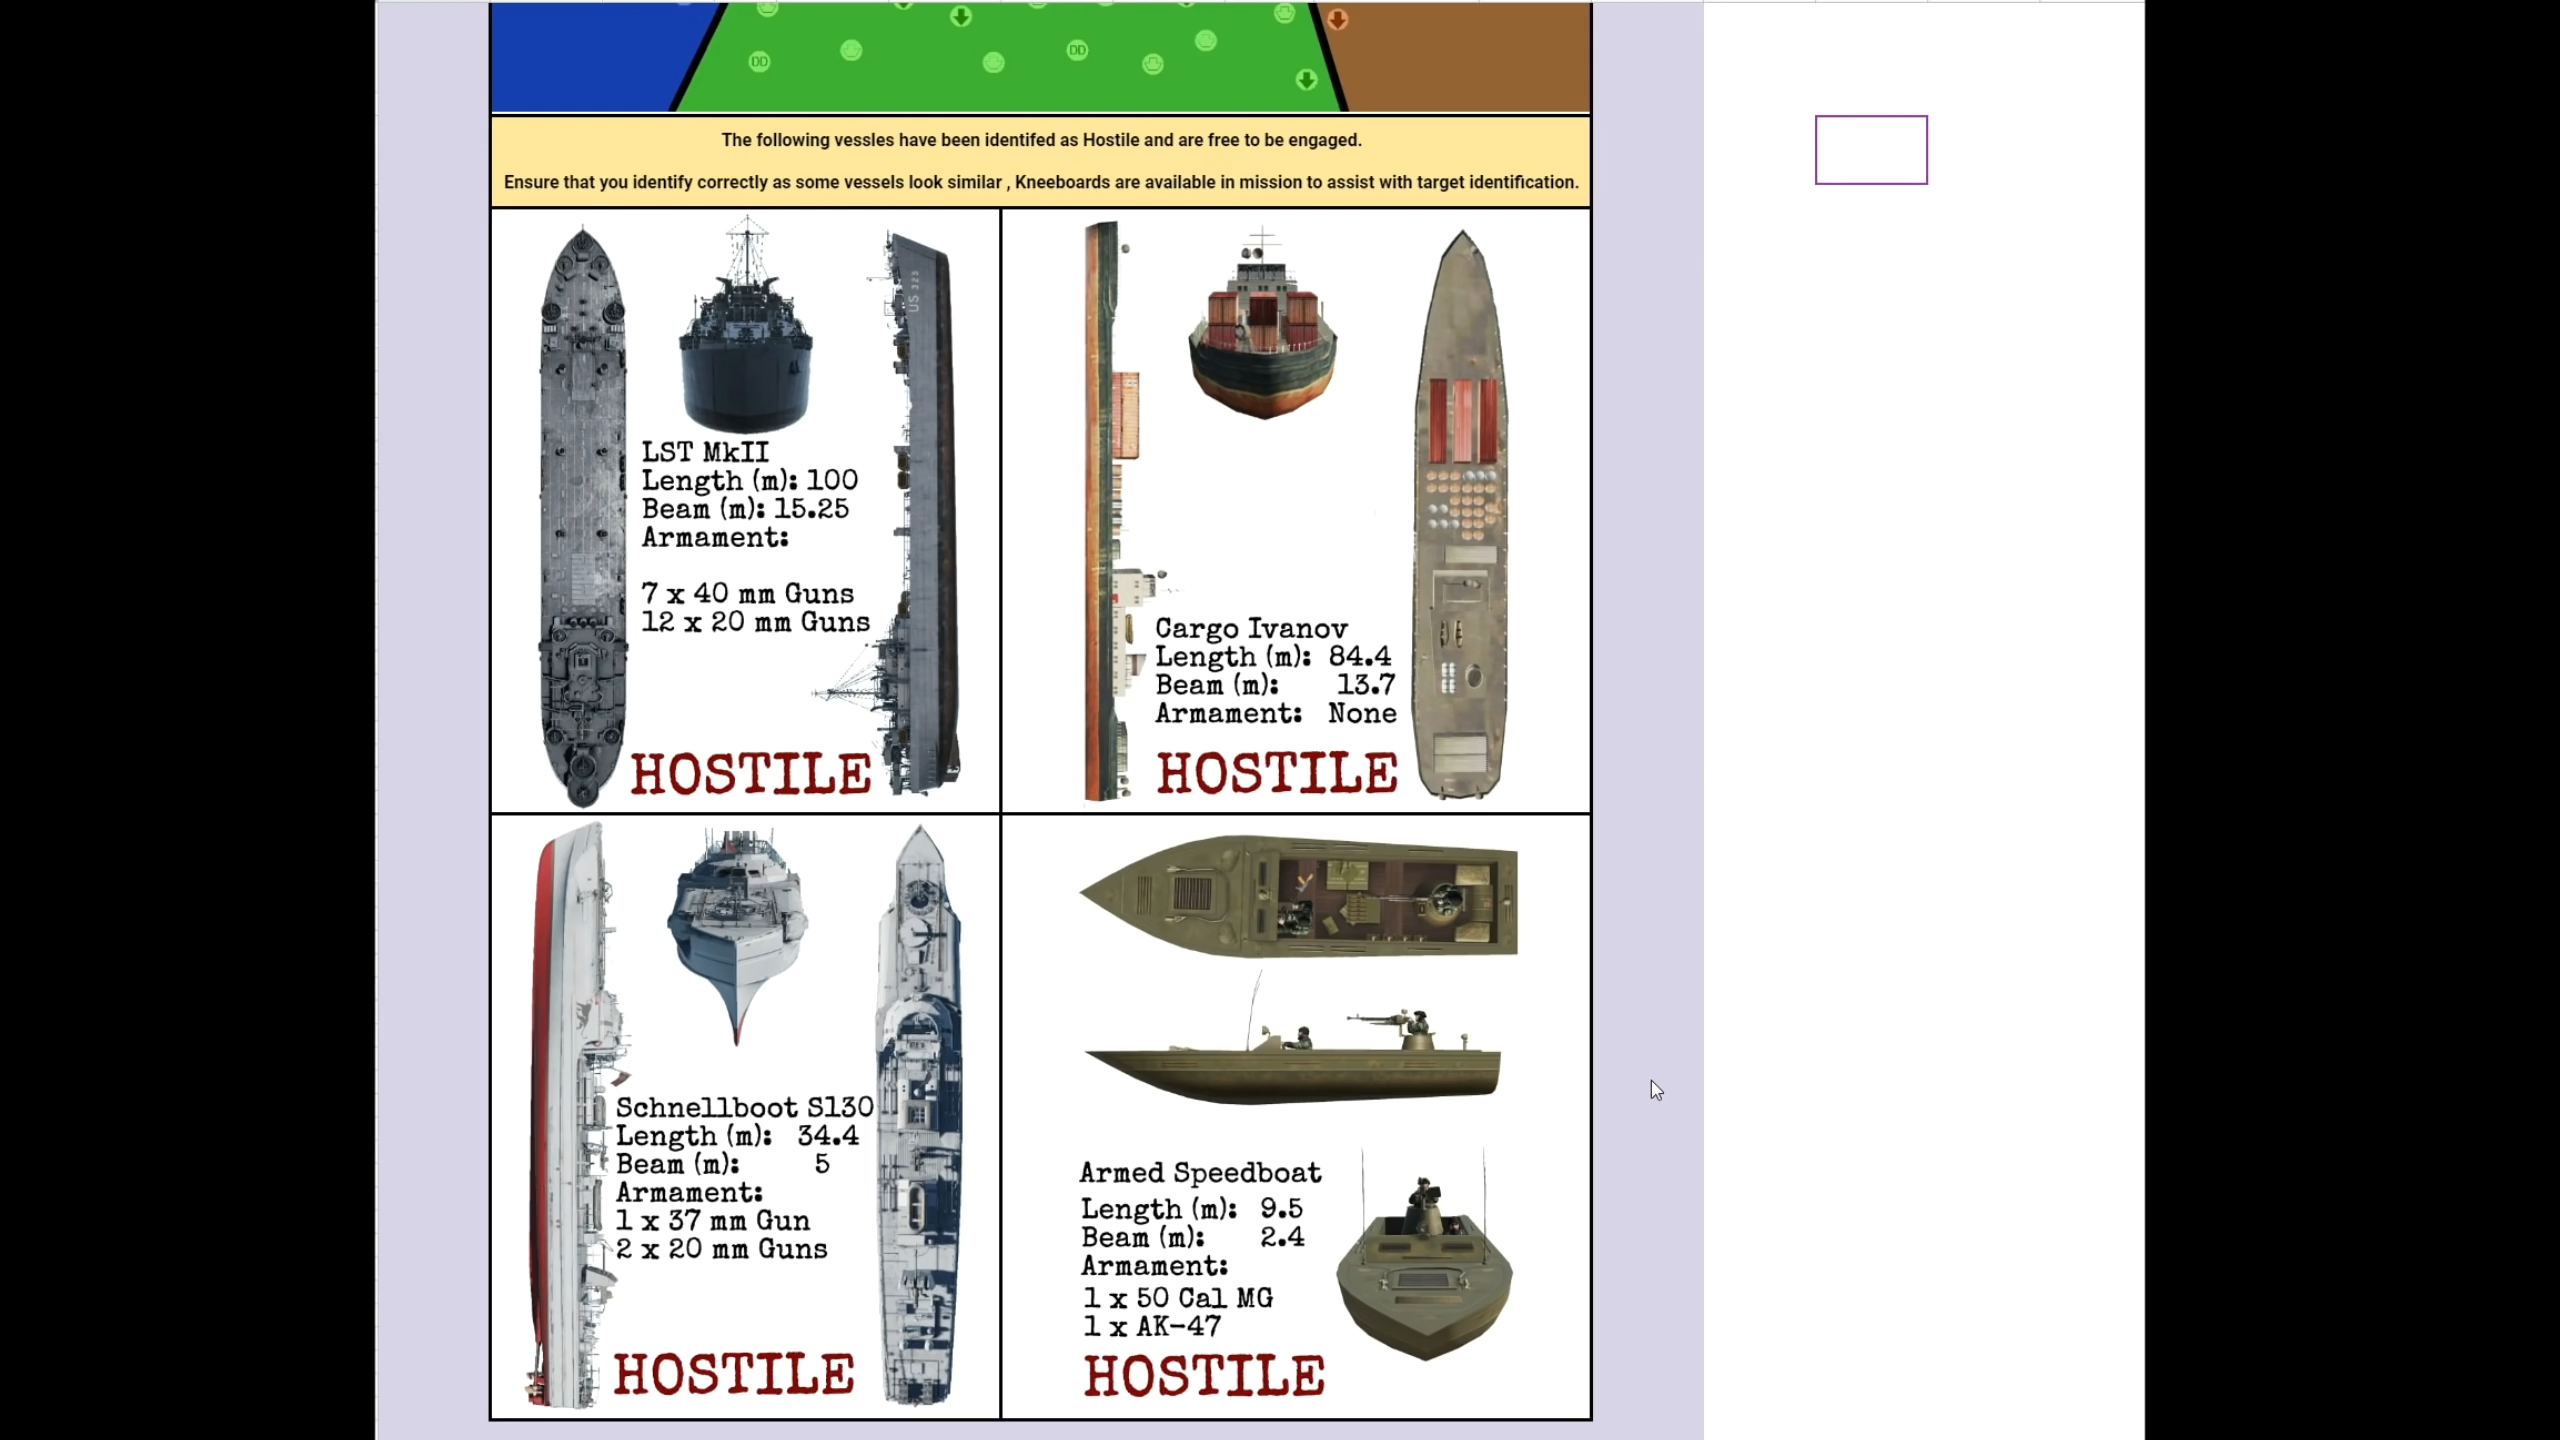 DD
DD
The following vessles have been identifed as Hostile and are free to be engaged.
Ensure that you identify correctly as some vessels look similar , Kneeboards are available in mission to assist with target identification.
US 323
LST MkII
Length (m): 100
Beam (m): 15.25
Armament:
7 x 40 mm Guns
12 x 20 mm Guns
HOSTILE
Cargo Ivanov
Length (m): 84.4
Beam (m): 13.7
Armament: None
HOSTILE
Schnellboot S130
Length (m): 34.4
Beam (m): 5
Armament:
1 x 37 mm Gun
2 x 20 mm Guns
HOSTILE
Armed Speedboat
Length (m): 9.5
Beam (m): 2.4
Armament:
1 x 50 Cal MG
1 x AK-47
HOSTILE